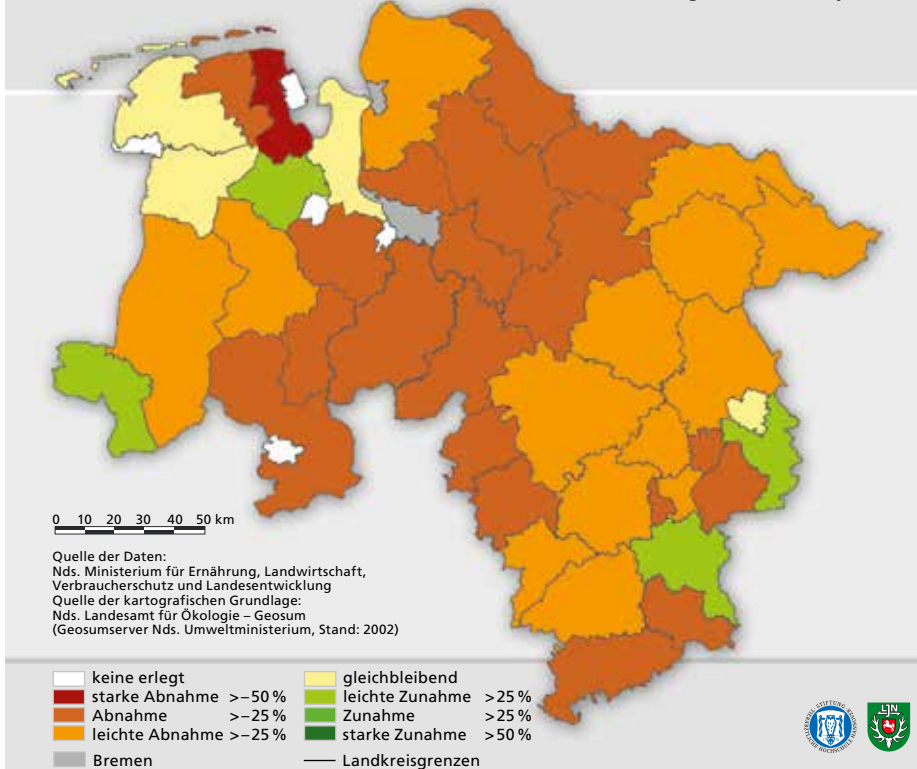 0 10 20 30 40 50 km
Quelle der Daten:
Nds. Ministerium für Ernährung, Landwirtschaft,
Verbraucherschutz und Landesentwicklung
Quelle der kartografischen Grundlage:
Nds. Landesamt für Ökologie – Geosum
(Geosumserver Nds. Umweltministerium, Stand: 2002)
keine erlegt
starke Abnahme >−50 %
Abnahme >−25 %
leichte Abnahme >−25 %
Bremen
gleichbleibend
leichte Zunahme >25 %
Zunahme >25 %
starke Zunahme >50 %
Landkreisgrenzen
LJN